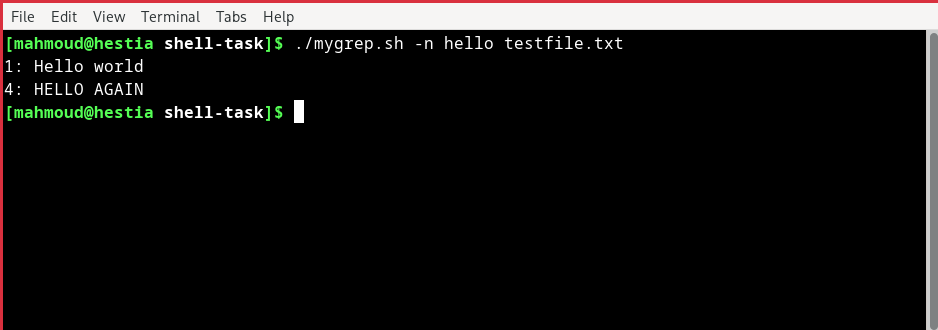 File Edit View Terminal Tabs Help
[mahmoud@hestia shell-task]$ ./mygrep.sh -n hello testfile.txt
1: Hello world
4: HELLO AGAIN
[mahmoud@hestia shell-task]$